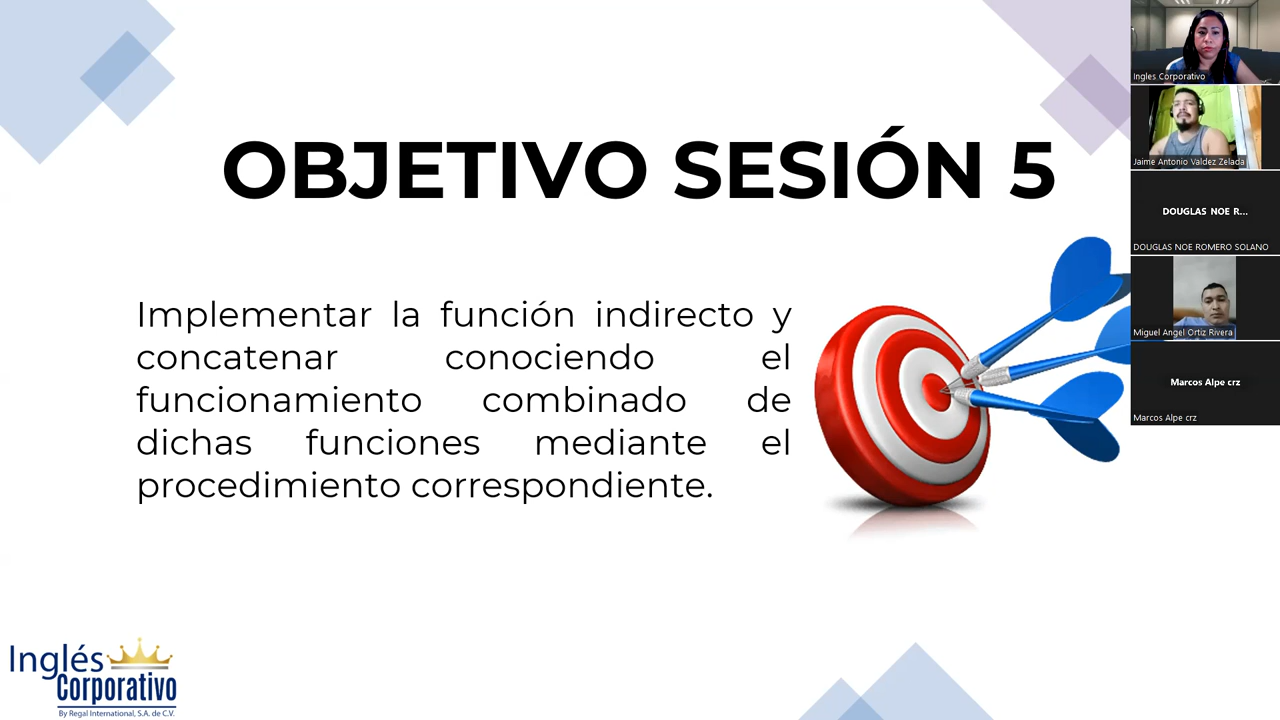 OBJETIVO SESIÓN 5
Implementar la función indirecto y
concatenar conociendo el
funcionamiento combinado de
dichas funciones mediante el
procedimiento correspondiente.
Inglés
Corporativo
By Regal International, S.A. de C.V.
Ingles Corporativo
Jaime Antonio Valdez Zelada
DOUGLAS NOE R...
DOUGLAS NOE ROMERO SOLANO
Miguel Angel Ortiz Rivera
Marcos Alpe crz
Marcos Alpe crz